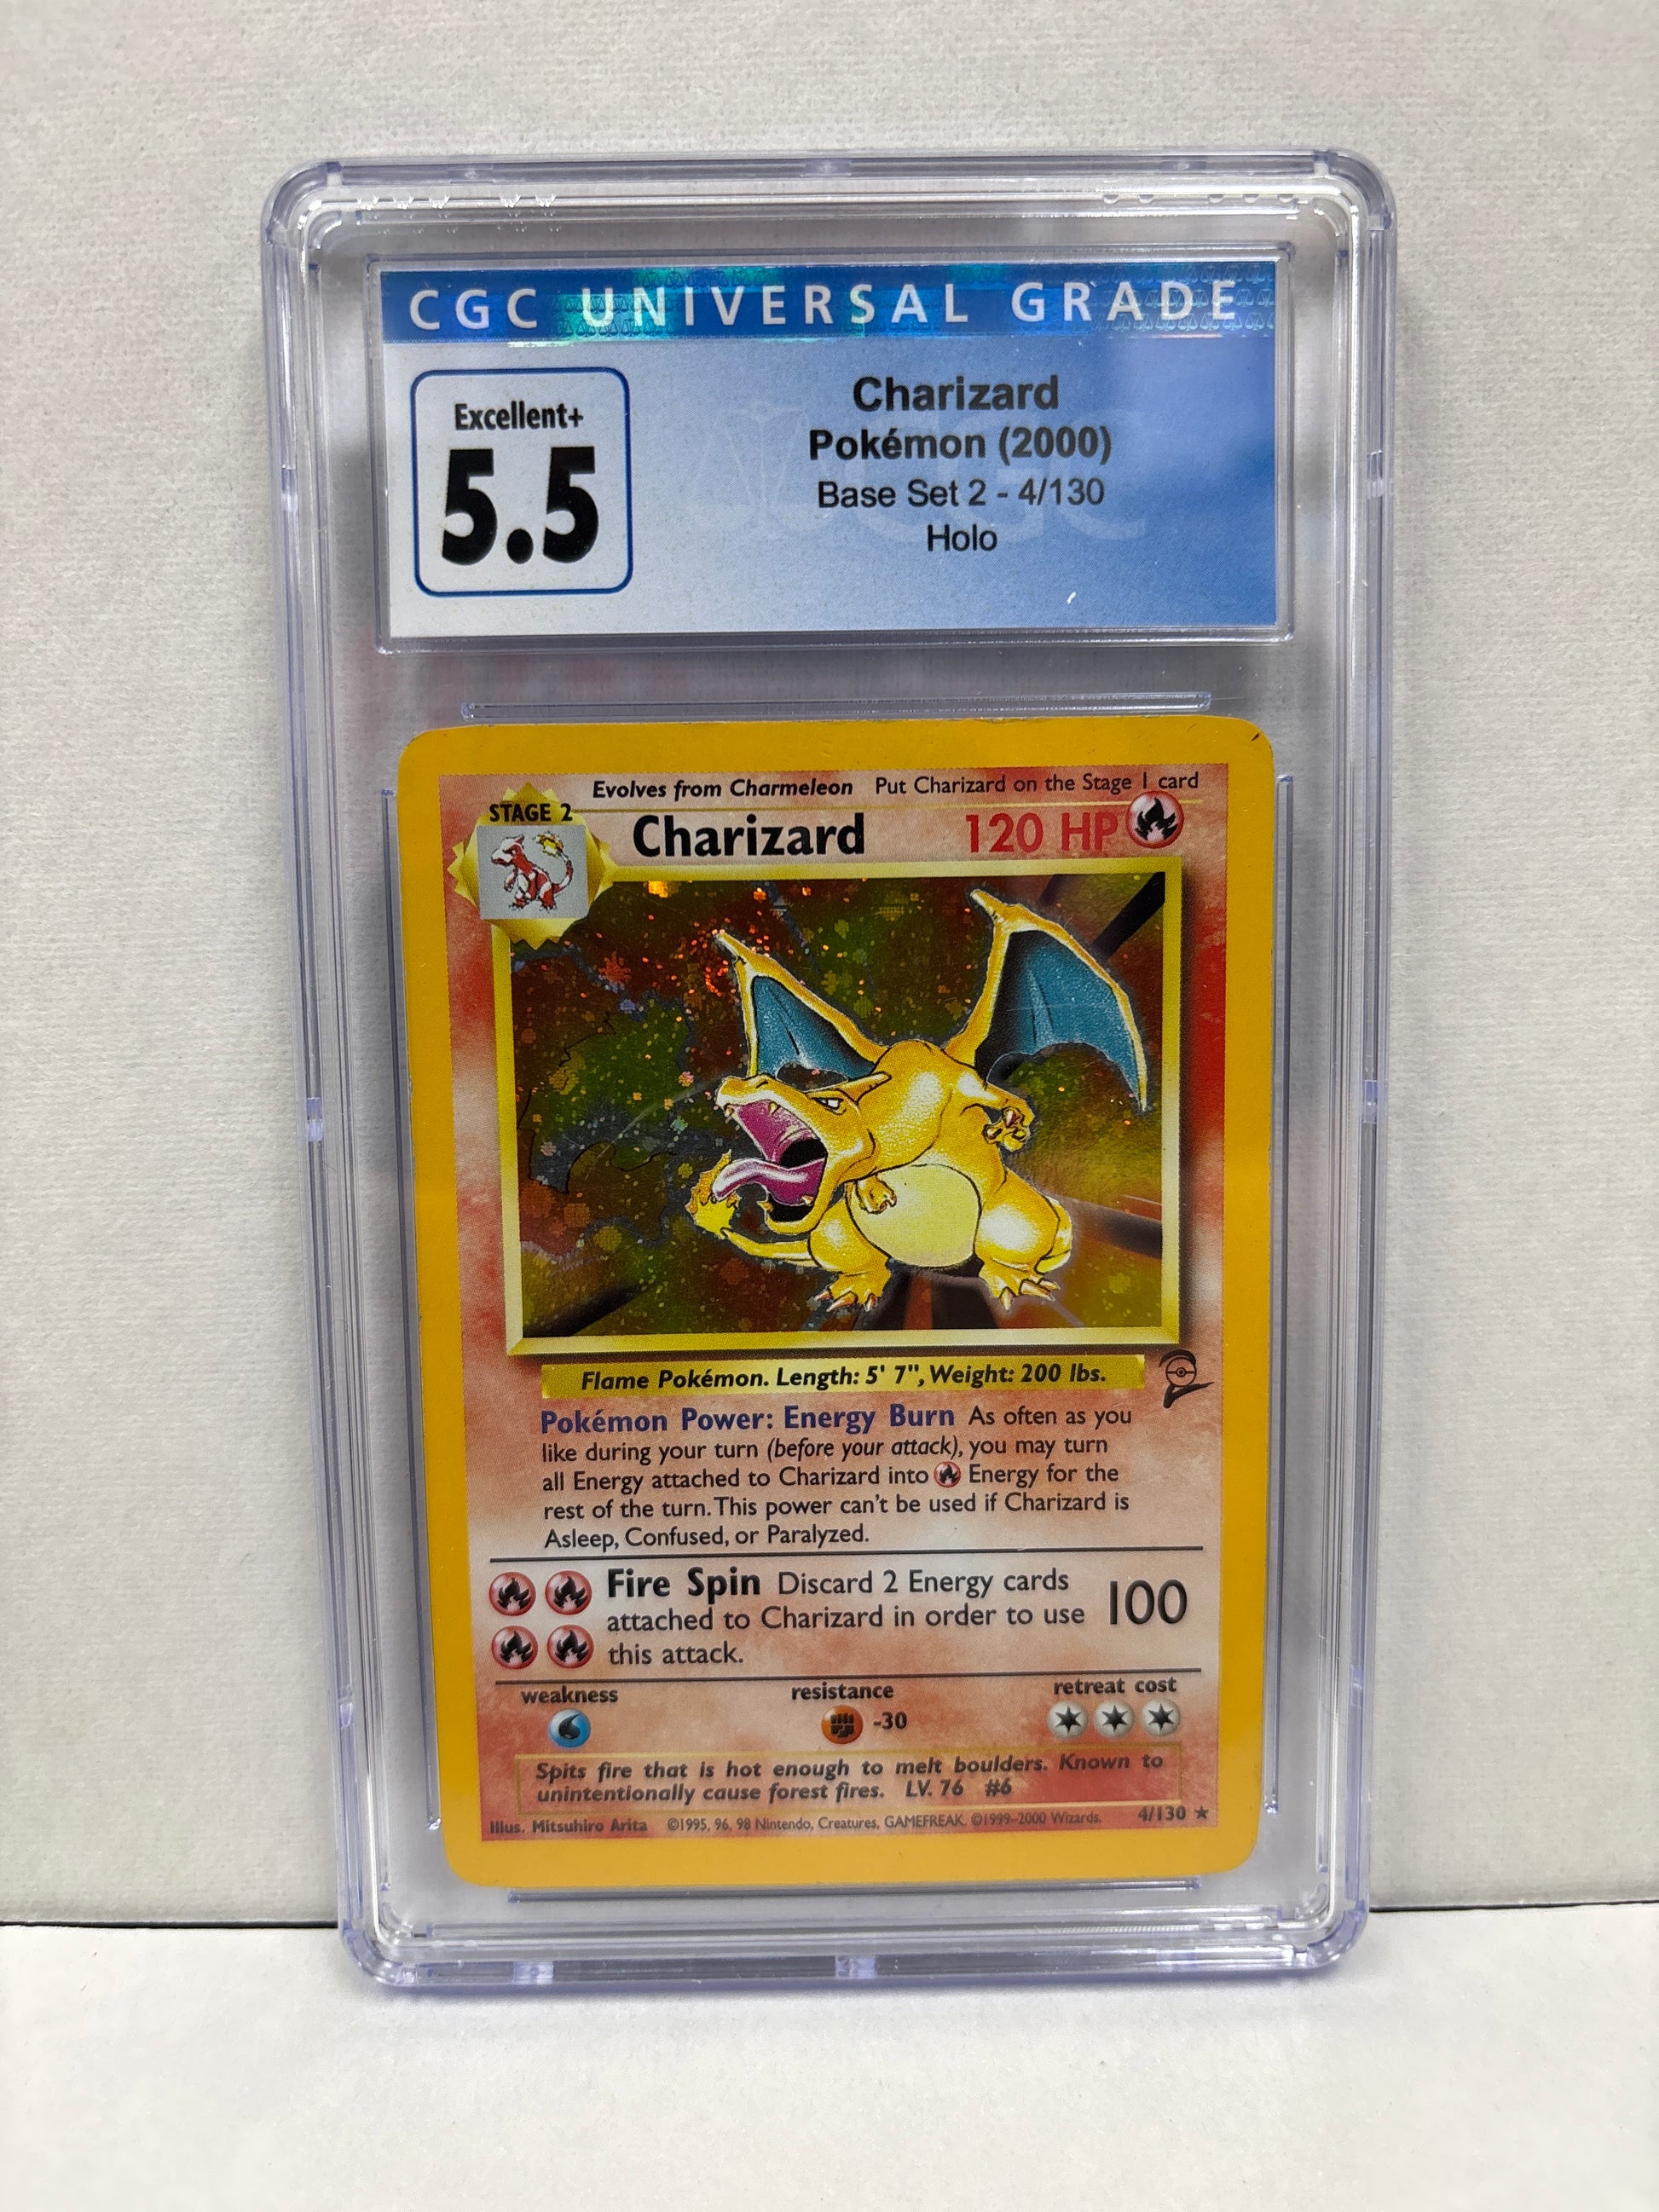 CGC UNIVERSAL GRADE
Excellent+
5.5
Charizard
Pokémon (2000)
Base Set 2 - 4/130
Holo
Evolves from Charmeleon Put Charizard on the Stage 1 card
STAGE 2
Charizard 120 HP
Flame Pokémon. Length: 5' 7", Weight: 200 lbs.
Pokémon Power: Energy Burn As often as you
like during your turn (before your attack), you may turn
all Energy attached to Charizard into Energy for the
rest of the turn. This power can't be used if Charizard is
Asleep, Confused, or Paralyzed.
Fire Spin Discard 2 Energy cards
attached to Charizard in order to use 100
this attack.
weakness resistance retreat cost
-30
Spits fire that is hot enough to melt boulders. Known to
unintentionally cause forest fires. LV. 76 #6
Illus. Mitsuhiro Arita ©1995, 96, 98 Nintendo, Creatures, GAMEFREAK. ©1999-2000 Wizards. 4/130 ★